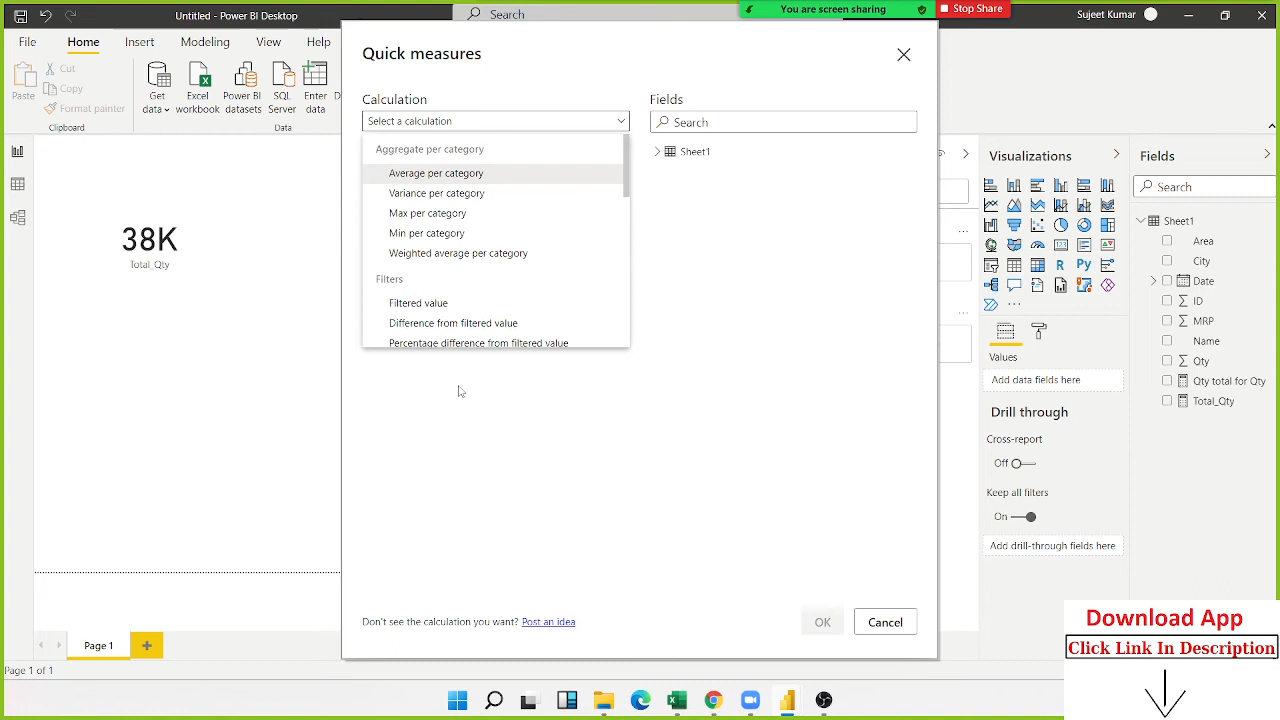 Untitled - Power BI Desktop
Search
You are screen sharing
Stop Share
Sujeet Kumar
File
Home
Insert
Modeling
View
Help
Paste
Cut
Copy
Format painter
Clipboard
Get
data
Excel
workbook
Power BI
datasets
SQL
Server
Enter
data
Data
Quick measures
Calculation
Select a calculation
Aggregate per category
Average per category
Variance per category
Max per category
Min per category
Weighted average per category
Filters
Filtered value
Difference from filtered value
Percentage difference from filtered value
Fields
Search
Sheet1
Don't see the calculation you want? Post an idea
OK
Cancel
38K
Total_Qty
Visualizations
R
Py
123
Values
Add data fields here
Drill through
Cross-report
Off
Keep all filters
On
Add drill-through fields here
Fields
Search
Sheet1
Area
City
Date
ID
MRP
Name
Qty
Qty total for Qty
Total_Qty
Page 1
Page 1 of 1
Download App
Click Link In Description